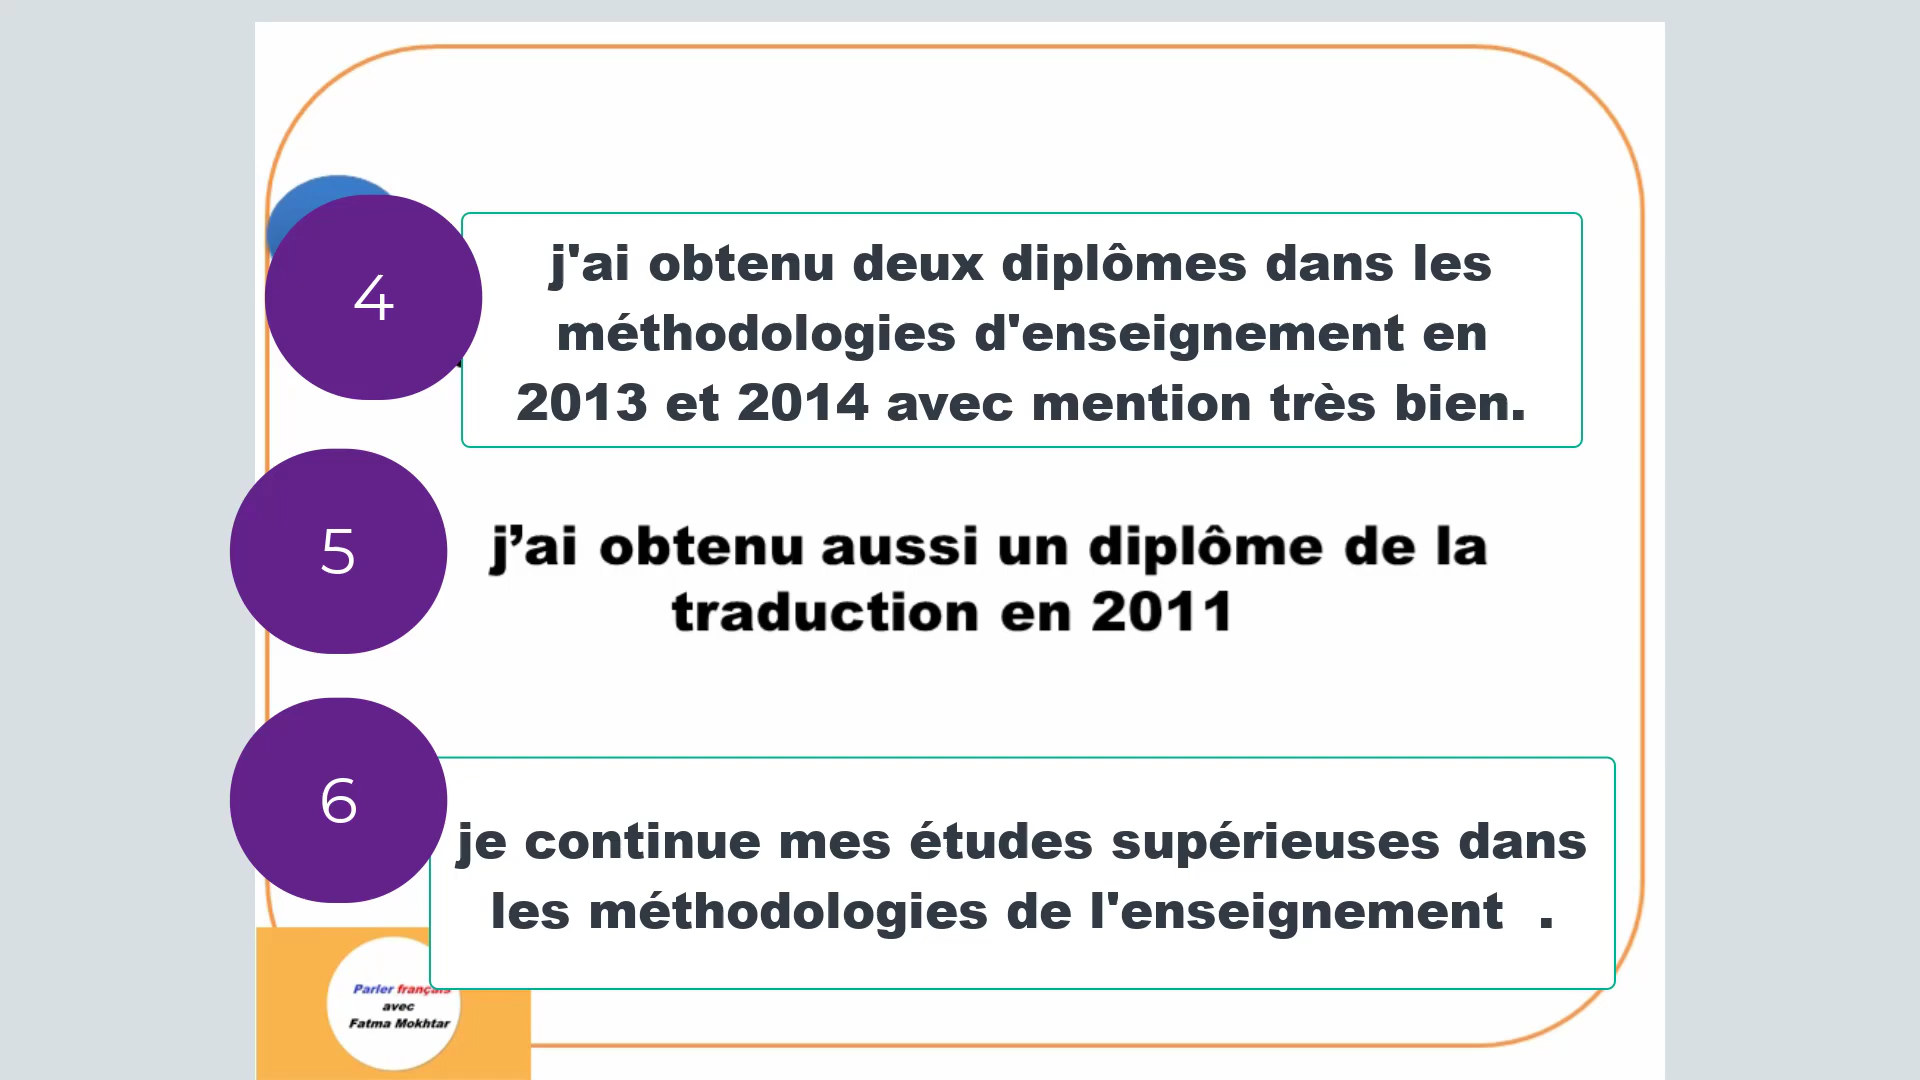 4
j'ai obtenu deux diplômes dans les
méthodologies d'enseignement en
2013 et 2014 avec mention très bien.
5
j’ai obtenu aussi un diplôme de la
traduction en 2011
6
je continue mes études supérieuses dans
les méthodologies de l'enseignement .
Parler français
avec
Fatma Mokhtar